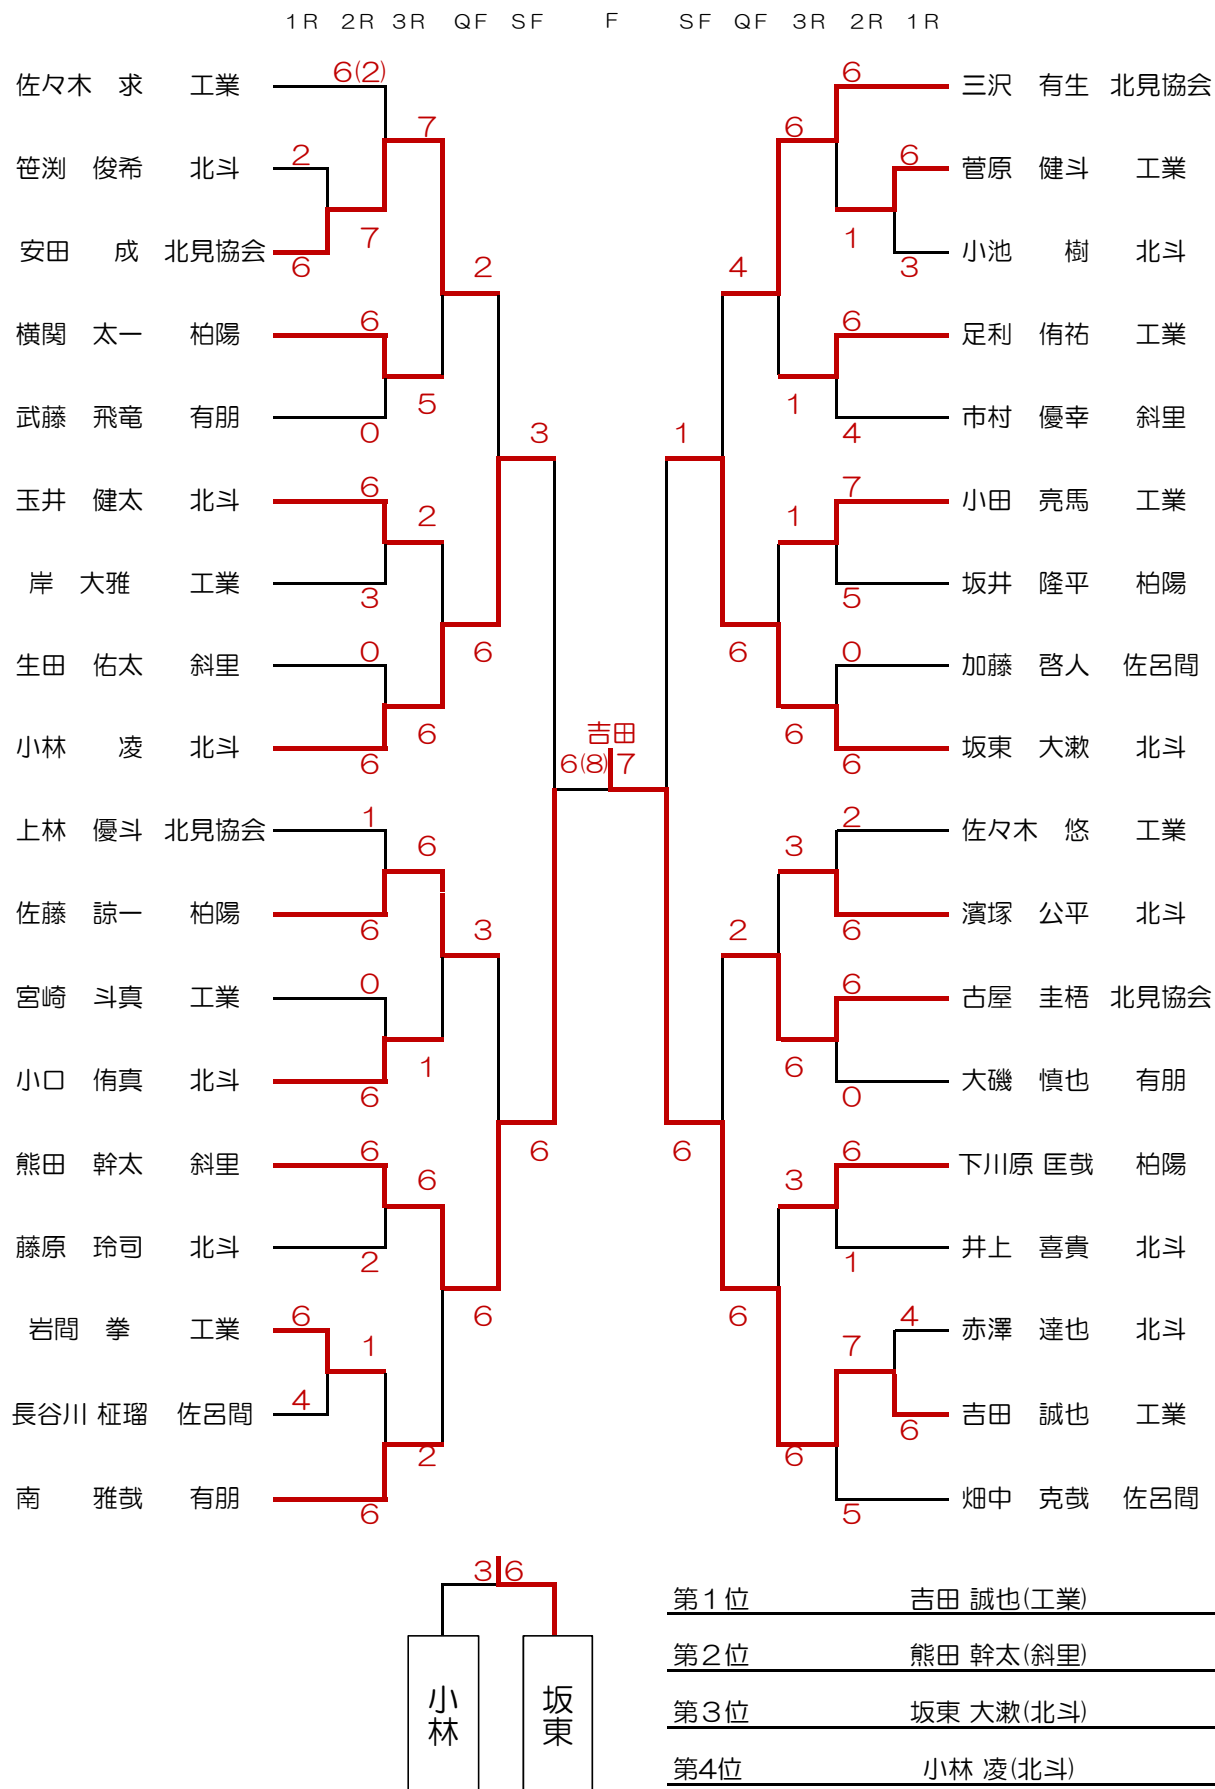 1R 2R 3R QF SF F SF QF 3R 2R 1R
6(2) 6
佐々木 求 工業 三沢 有生 北見協会
7 6
2 6
笹渕 俊希 北斗 菅原 健斗 工業
7 1
安田 成 北見協会 小池 樹 北斗
6 2 4 3
6 6
横関 太一 柏陽 足利 侑祐 工業
5 1
武藤 飛竜 有朋 市村 優幸 斜里
0 3 1 4
6 7
玉井 健太 北斗 小田 亮馬 工業
2 1
岸 大雅 工業 坂井 隆平 柏陽
3 5
0 6 6 0
生田 佑太 斜里 加藤 啓人 佐呂間
6 吉田 6
小林 凌 北斗 坂東 大漱 北斗
6 6(8) 7 6
1 2
上林 優斗 北見協会 佐々木 悠 工業
6 3
佐藤 諒一 柏陽 濱塚 公平 北斗
6 3 2 6
0 6
宮崎 斗真 工業 古屋 圭梧 北見協会
1 6
小口 侑真 北斗 大磯 慎也 有朋
6 0
6 6 6 6
熊田 幹太 斜里 下川原 匡哉 柏陽
6 3
藤原 玲司 北斗 井上 喜貴 北斗
2 1
6 6 6 4
岩間 拳 工業 赤澤 達也 北斗
1 7
4
長谷川 柾瑠 佐呂間 吉田 誠也 工業
2 6 6
南 雅哉 有朋 畑中 克哉 佐呂間
6 5
3 6
小林 坂東
第1位 吉田 誠也(工業)
第2位 熊田 幹太(斜里)
第3位 坂東 大漱(北斗)
第4位 小林 凌(北斗)